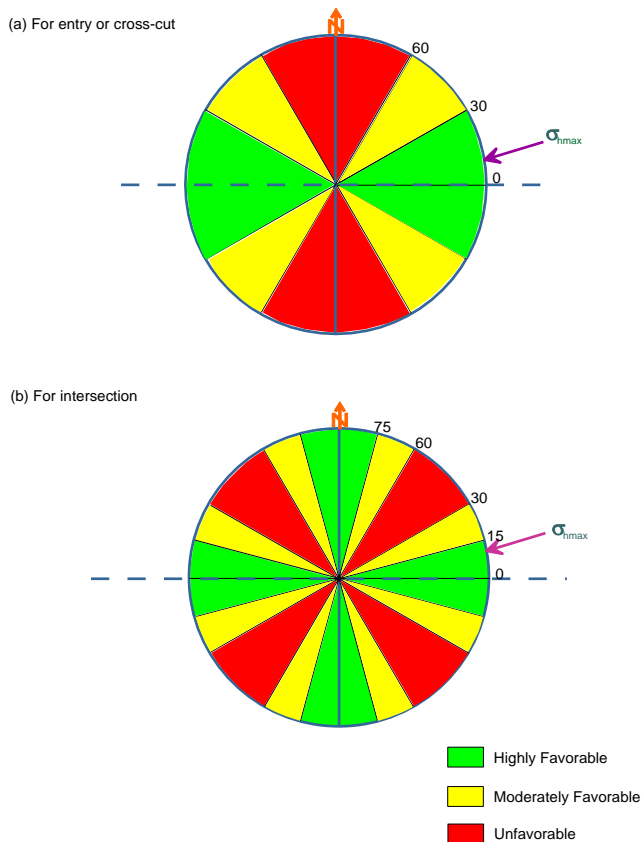 (a) For entry or cross-cut
N
60
30
σhmax
0
(b) For intersection
N
75
60
30
15
σhmax
0
Highly Favorable
Moderately Favorable
Unfavorable